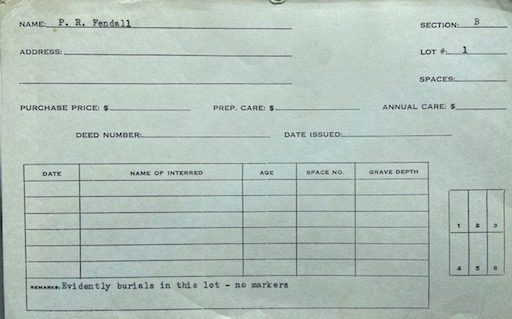 NAME: P. R. Fendall SECTION: B
ADDRESS: LOT #: 1
SPACES:
PURCHASE PRICE: $ PREP. CARE: $ ANNUAL CARE: $
DEED NUMBER: DATE ISSUED:
DATE NAME OF INTERRED AGE SPACE NO. GRAVE DEPTH
1 2 3
4 5 6
REMARKS: Evidently burials in this lot - no markers